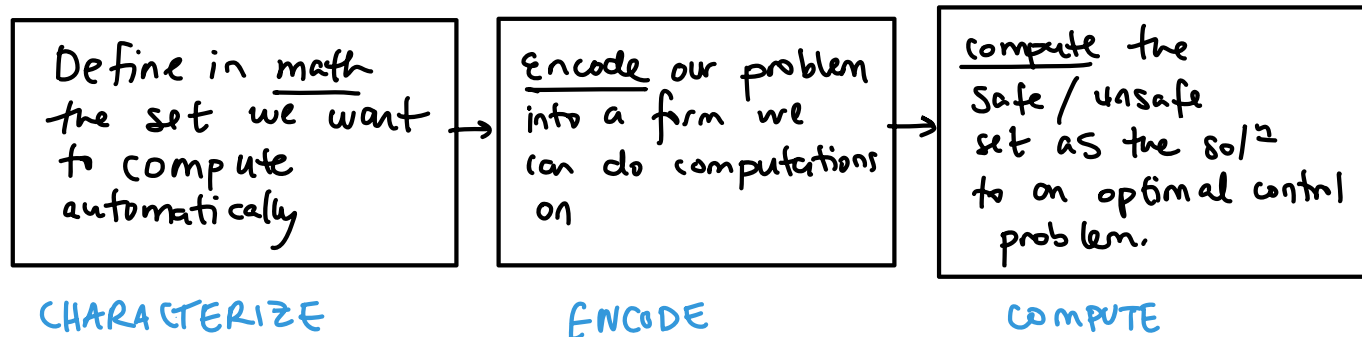 Define in math
the set we want
to compute
automatically
Encode our problem
into a form we
can do computations
on
compute the
safe / unsafe
set as the solⁿ
to an optimal control
problem.
CHARACTERIZE
ENCODE
COMPUTE